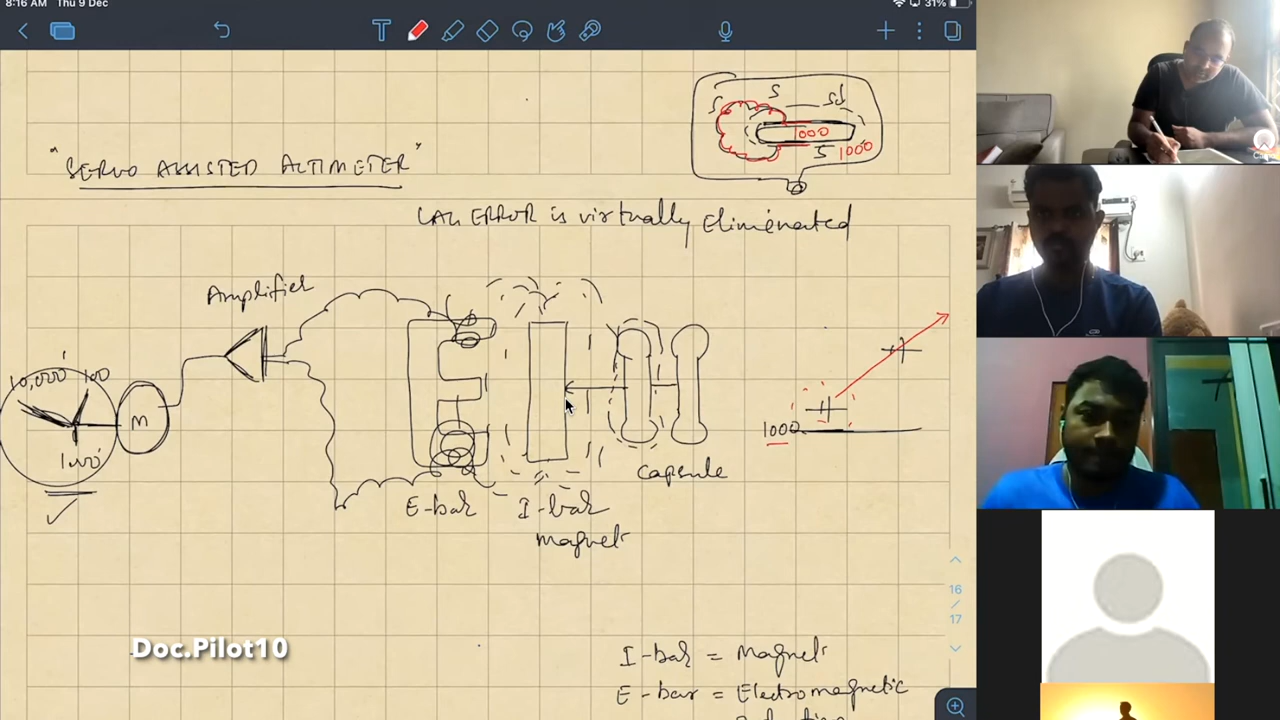 8:16 AM Thu 9 Dec
31%
S
S Sd
1000
S 1000
"SERVO ASSISTED ALTIMETER"
LAG ERROR is virtually Eliminated
Amplifier
10,000' 100
1000'
m
1000
capsule
E-bar
I-bar
magnet
16
/
17
Doc.Pilot10
I-bar = Magnet
E-bar = Electromagnetic